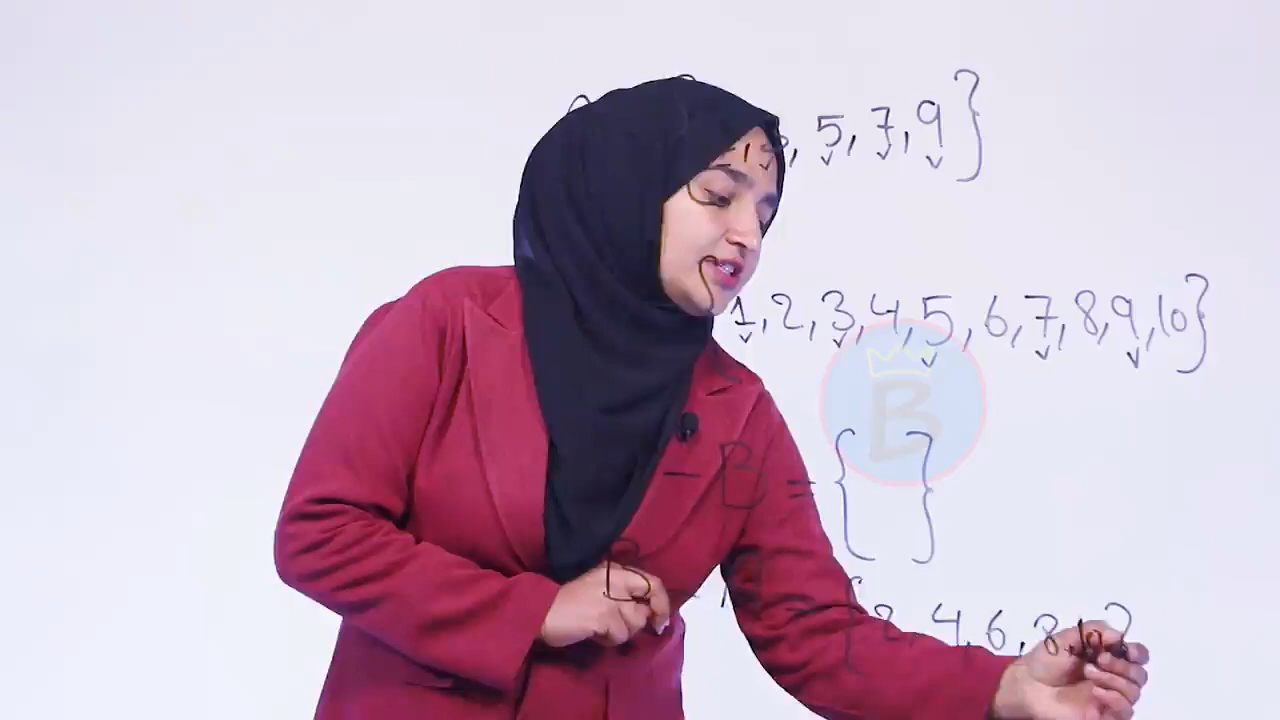 5, 7, 9}
1, 2, 3, 4, 5, 6, 7, 8, 9, 10}
B
- B = { }
B - A = {2, 4, 6, 8, 10}